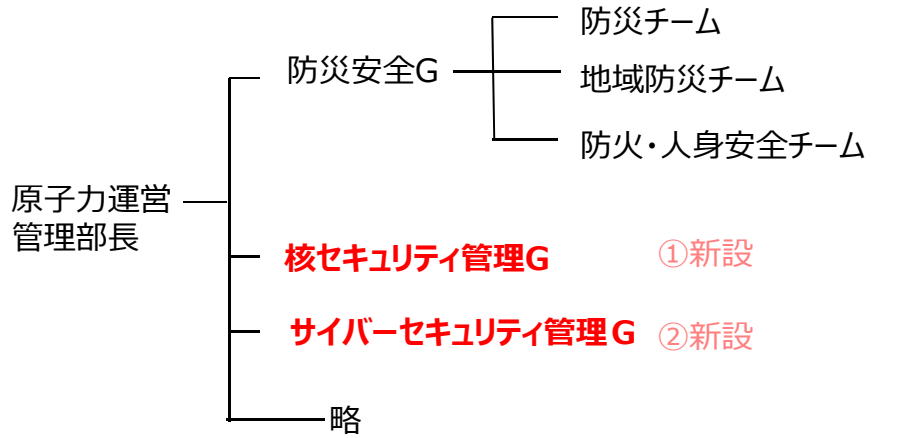 防災チーム
防災安全G
地域防災チーム
防火・人身安全チーム
原子力運営
管理部長
核セキュリティ管理G ①新設
サイバーセキュリティ管理G ②新設
略